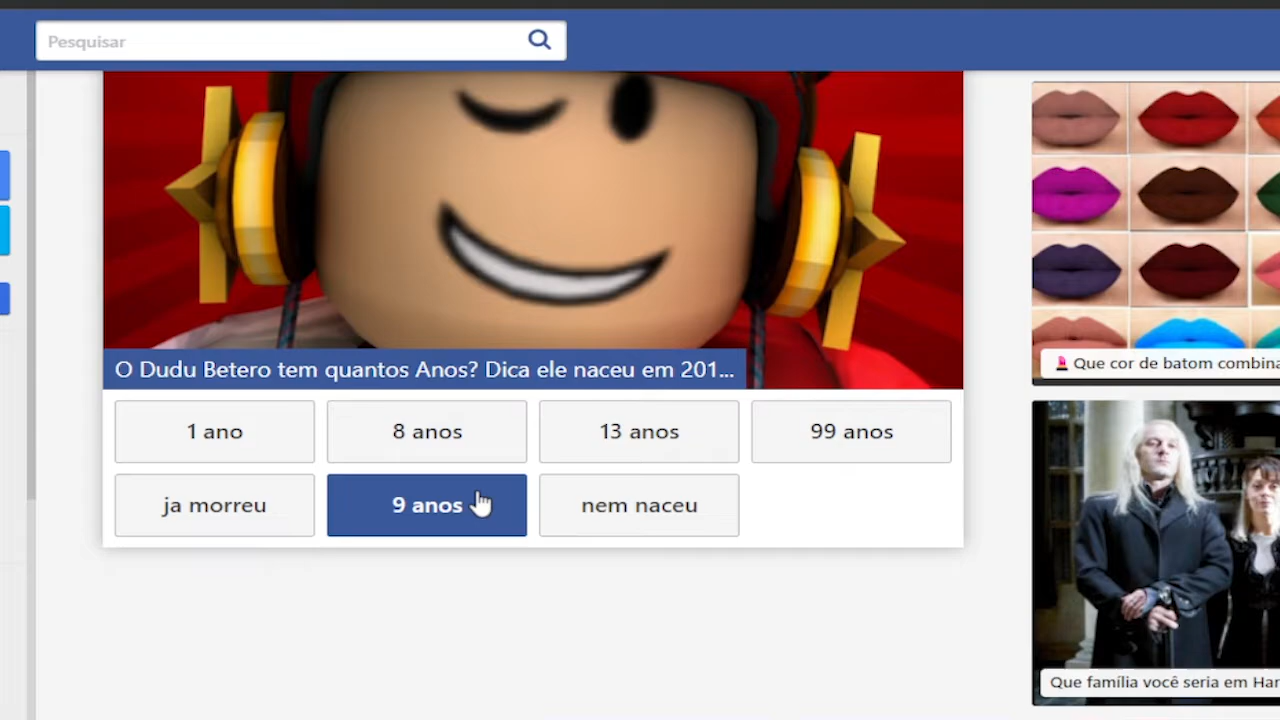 Pesquisar
O Dudu Betero tem quantos Anos? Dica ele naceu em 201...
1 ano
8 anos
13 anos
99 anos
ja morreu
9 anos
nem naceu
Que cor de batom combina
Que família você seria em Har